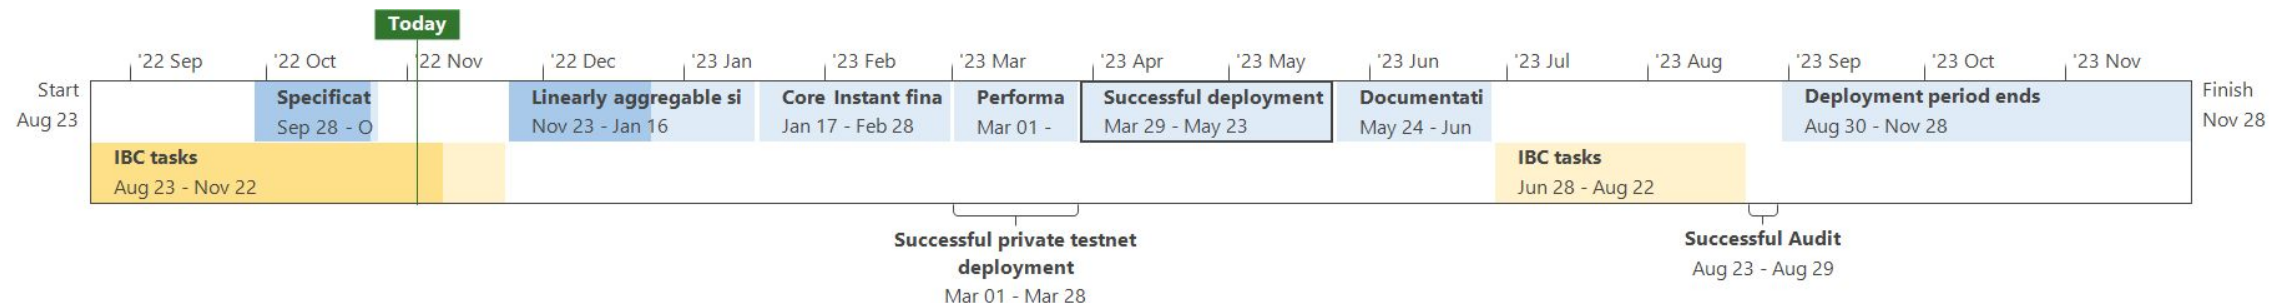 Today
'22 Sep
'22 Oct
'22 Nov
'22 Dec
'23 Jan
'23 Feb
'23 Mar
'23 Apr
'23 May
'23 Jun
'23 Jul
'23 Aug
'23 Sep
'23 Oct
'23 Nov
Start
Aug 23
Specificat
Sep 28 - O
Linearly aggregable si
Nov 23 - Jan 16
Core Instant fina
Jan 17 - Feb 28
Performa
Mar 01 -
Successful deployment
Mar 29 - May 23
Documentati
May 24 - Jun
Deployment period ends
Aug 30 - Nov 28
Finish
Nov 28
IBC tasks
Aug 23 - Nov 22
IBC tasks
Jun 28 - Aug 22
Successful private testnet
deployment
Mar 01 - Mar 28
Successful Audit
Aug 23 - Aug 29